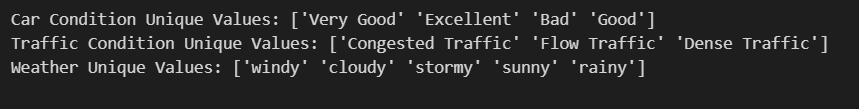 Car Condition Unique Values: ['Very Good' 'Excellent' 'Bad' 'Good']
Traffic Condition Unique Values: ['Congested Traffic' 'Flow Traffic' 'Dense Traffic']
Weather Unique Values: ['windy' 'cloudy' 'stormy' 'sunny' 'rainy']